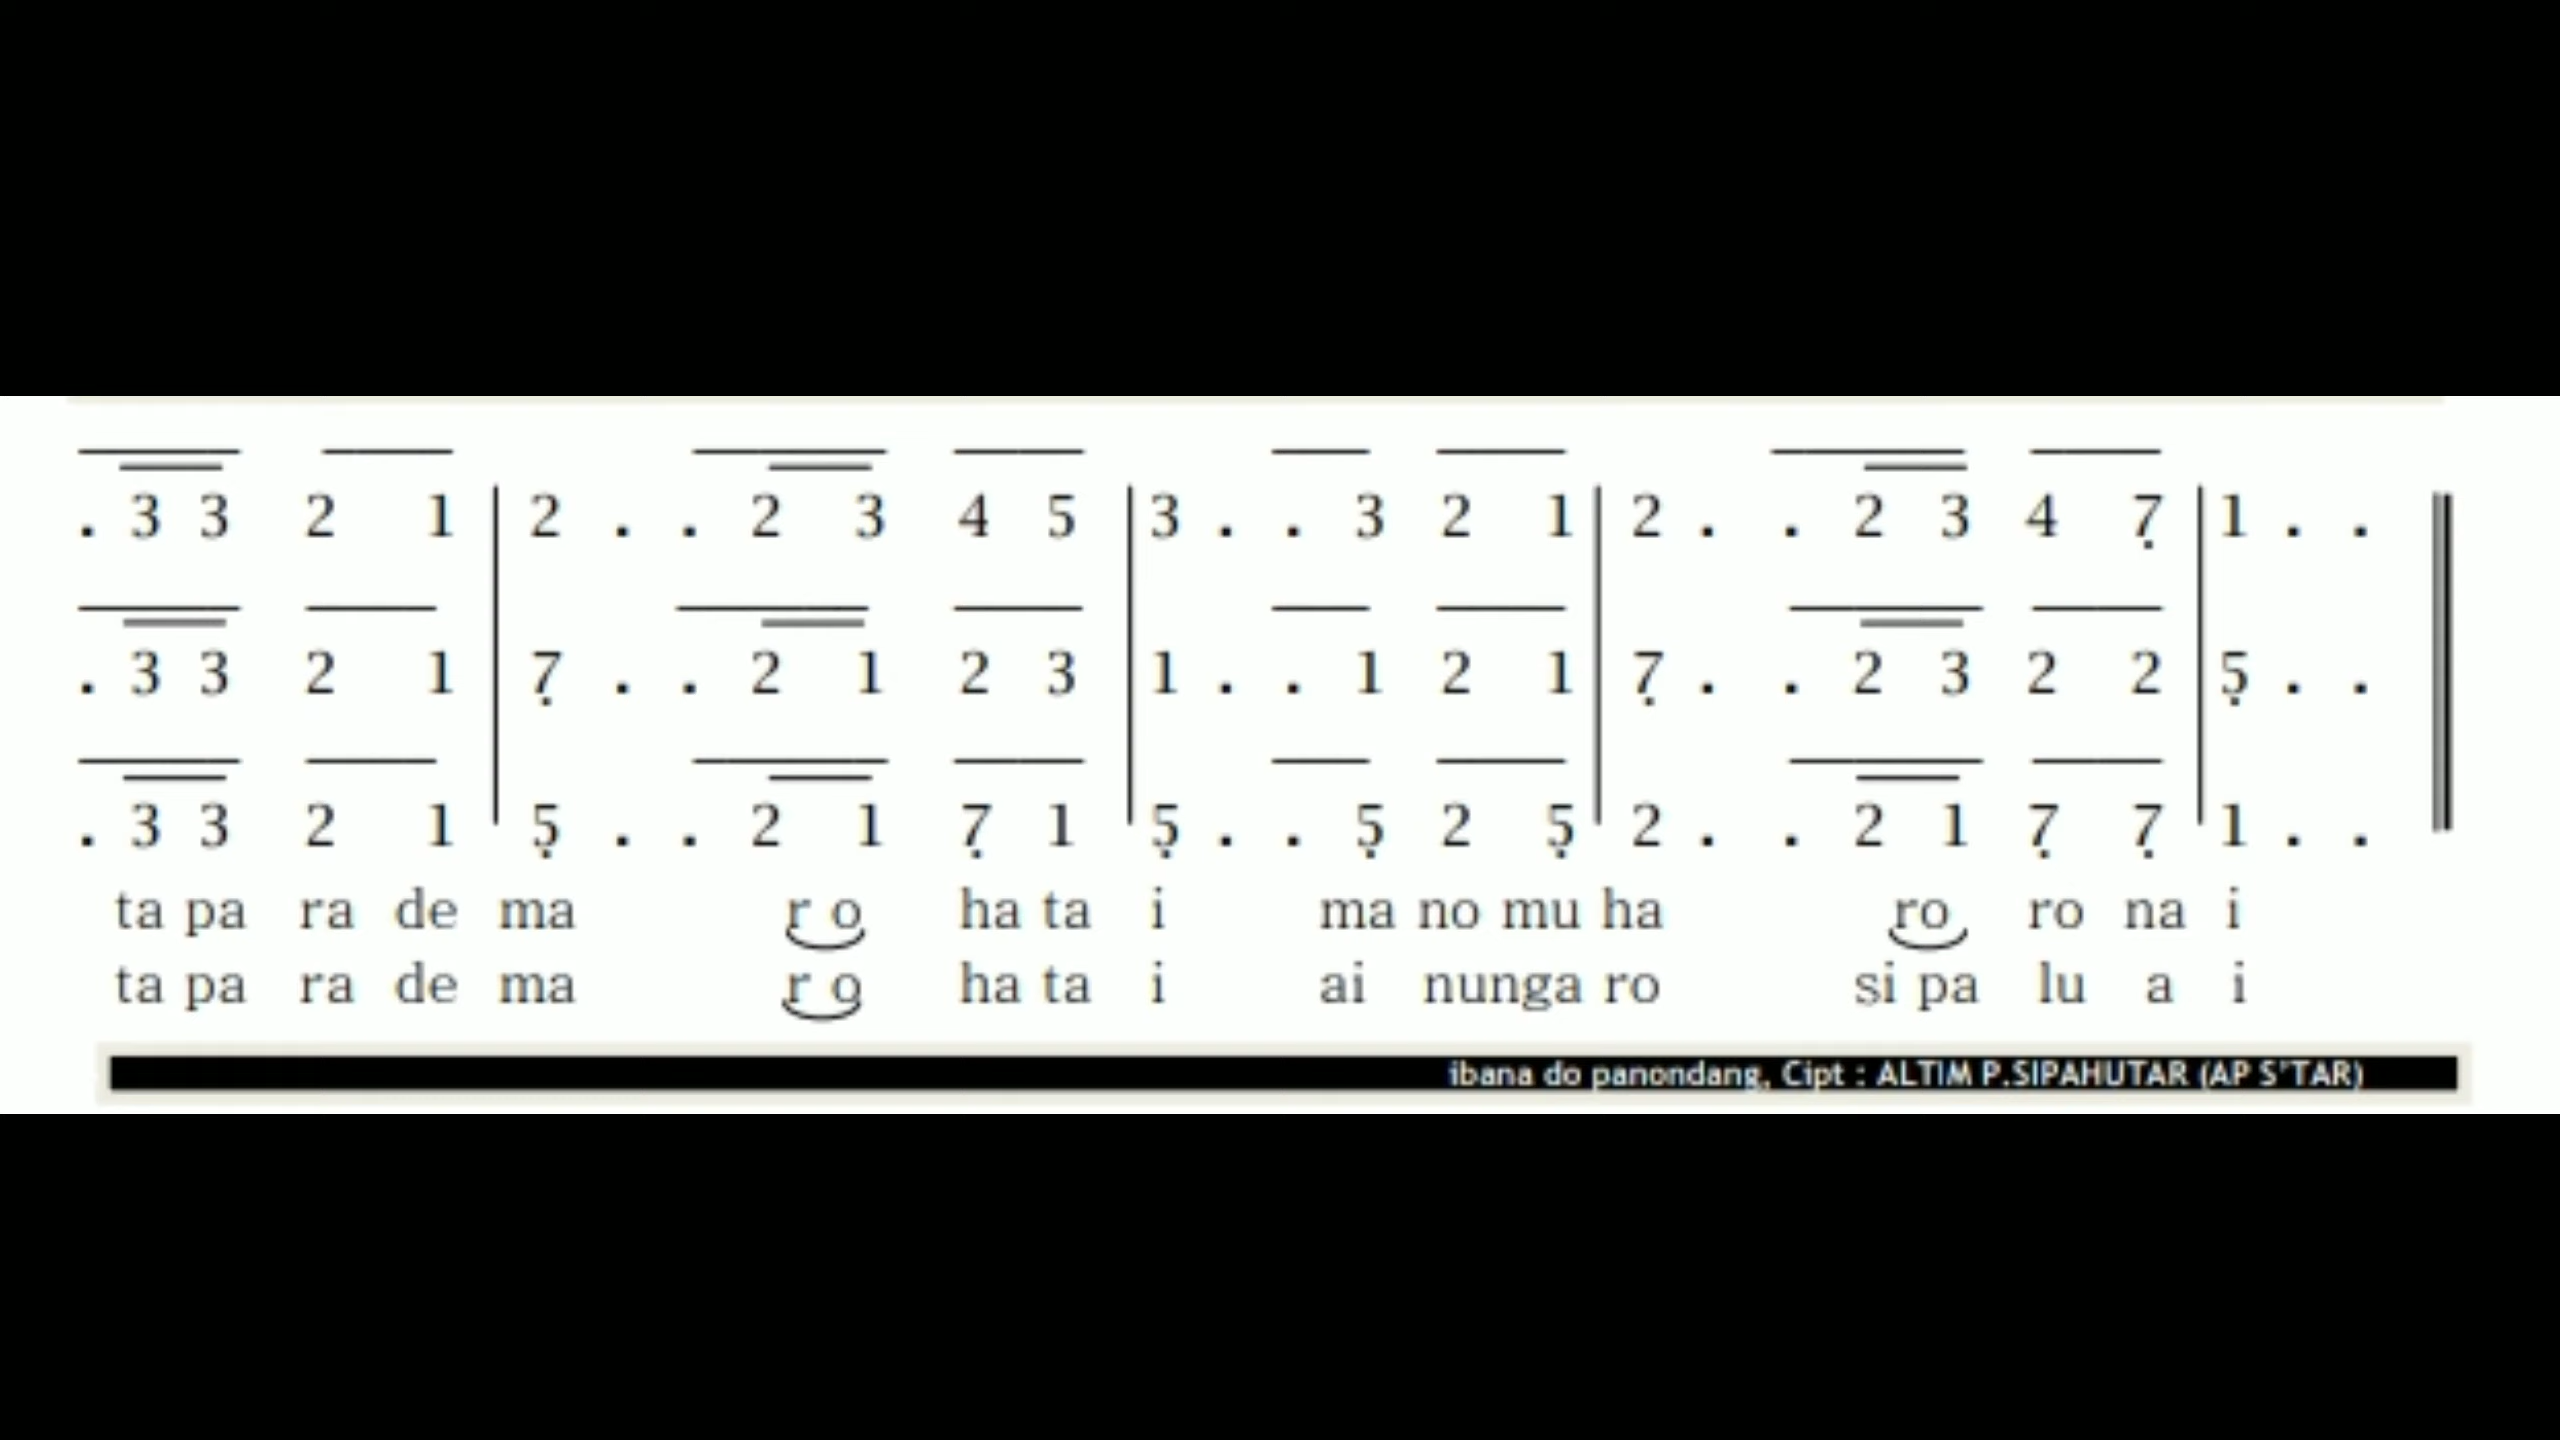 . 3 3 2 1 | 2 . . 2 3 4 5 | 3 . . 3 2 1 | 2 . . 2 3 4 7̣ | 1 . . ||
. 3 3 2 1 | 7̣ . . 2 1 2 3 | 1 . . 1 2 1 | 7̣ . . 2 3 2 2 | 5̣ . . ||
. 3 3 2 1 | 5̣ . . 2 1 7̣ 1 | 5̣ . . 5̣ 2 5̣ | 2 . . 2 1 7̣ 7̣ | 1 . . ||
ta pa ra de ma r o ha ta i ma no mu ha ro ro na i
ta pa ra de ma r o ha ta i ai nunga ro si pa lu a i
ibana do panondang, Cipt : ALTIM P.SIPAHUTAR (AP S'TAR)